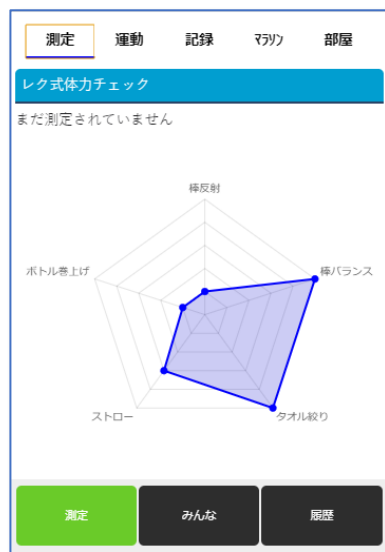 測定 運動 記録 マラソン 部屋
レク式体力チェック
まだ測定されていません
棒反射
ボトル巻上げ 棒バランス
ストロー タオル絞り
測定 みんな 履歴